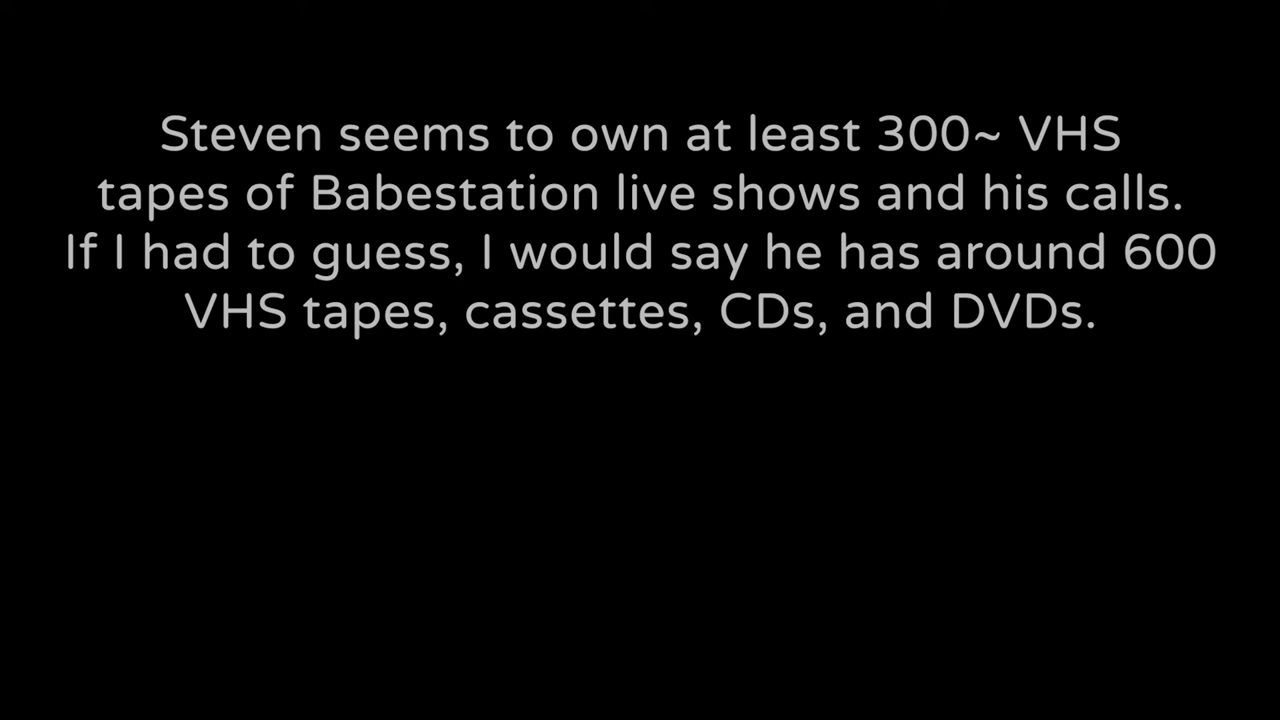 Steven seems to own at least 300~ VHS
tapes of Babestation live shows and his calls.
If I had to guess, I would say he has around 600
VHS tapes, cassettes, CDs, and DVDs.